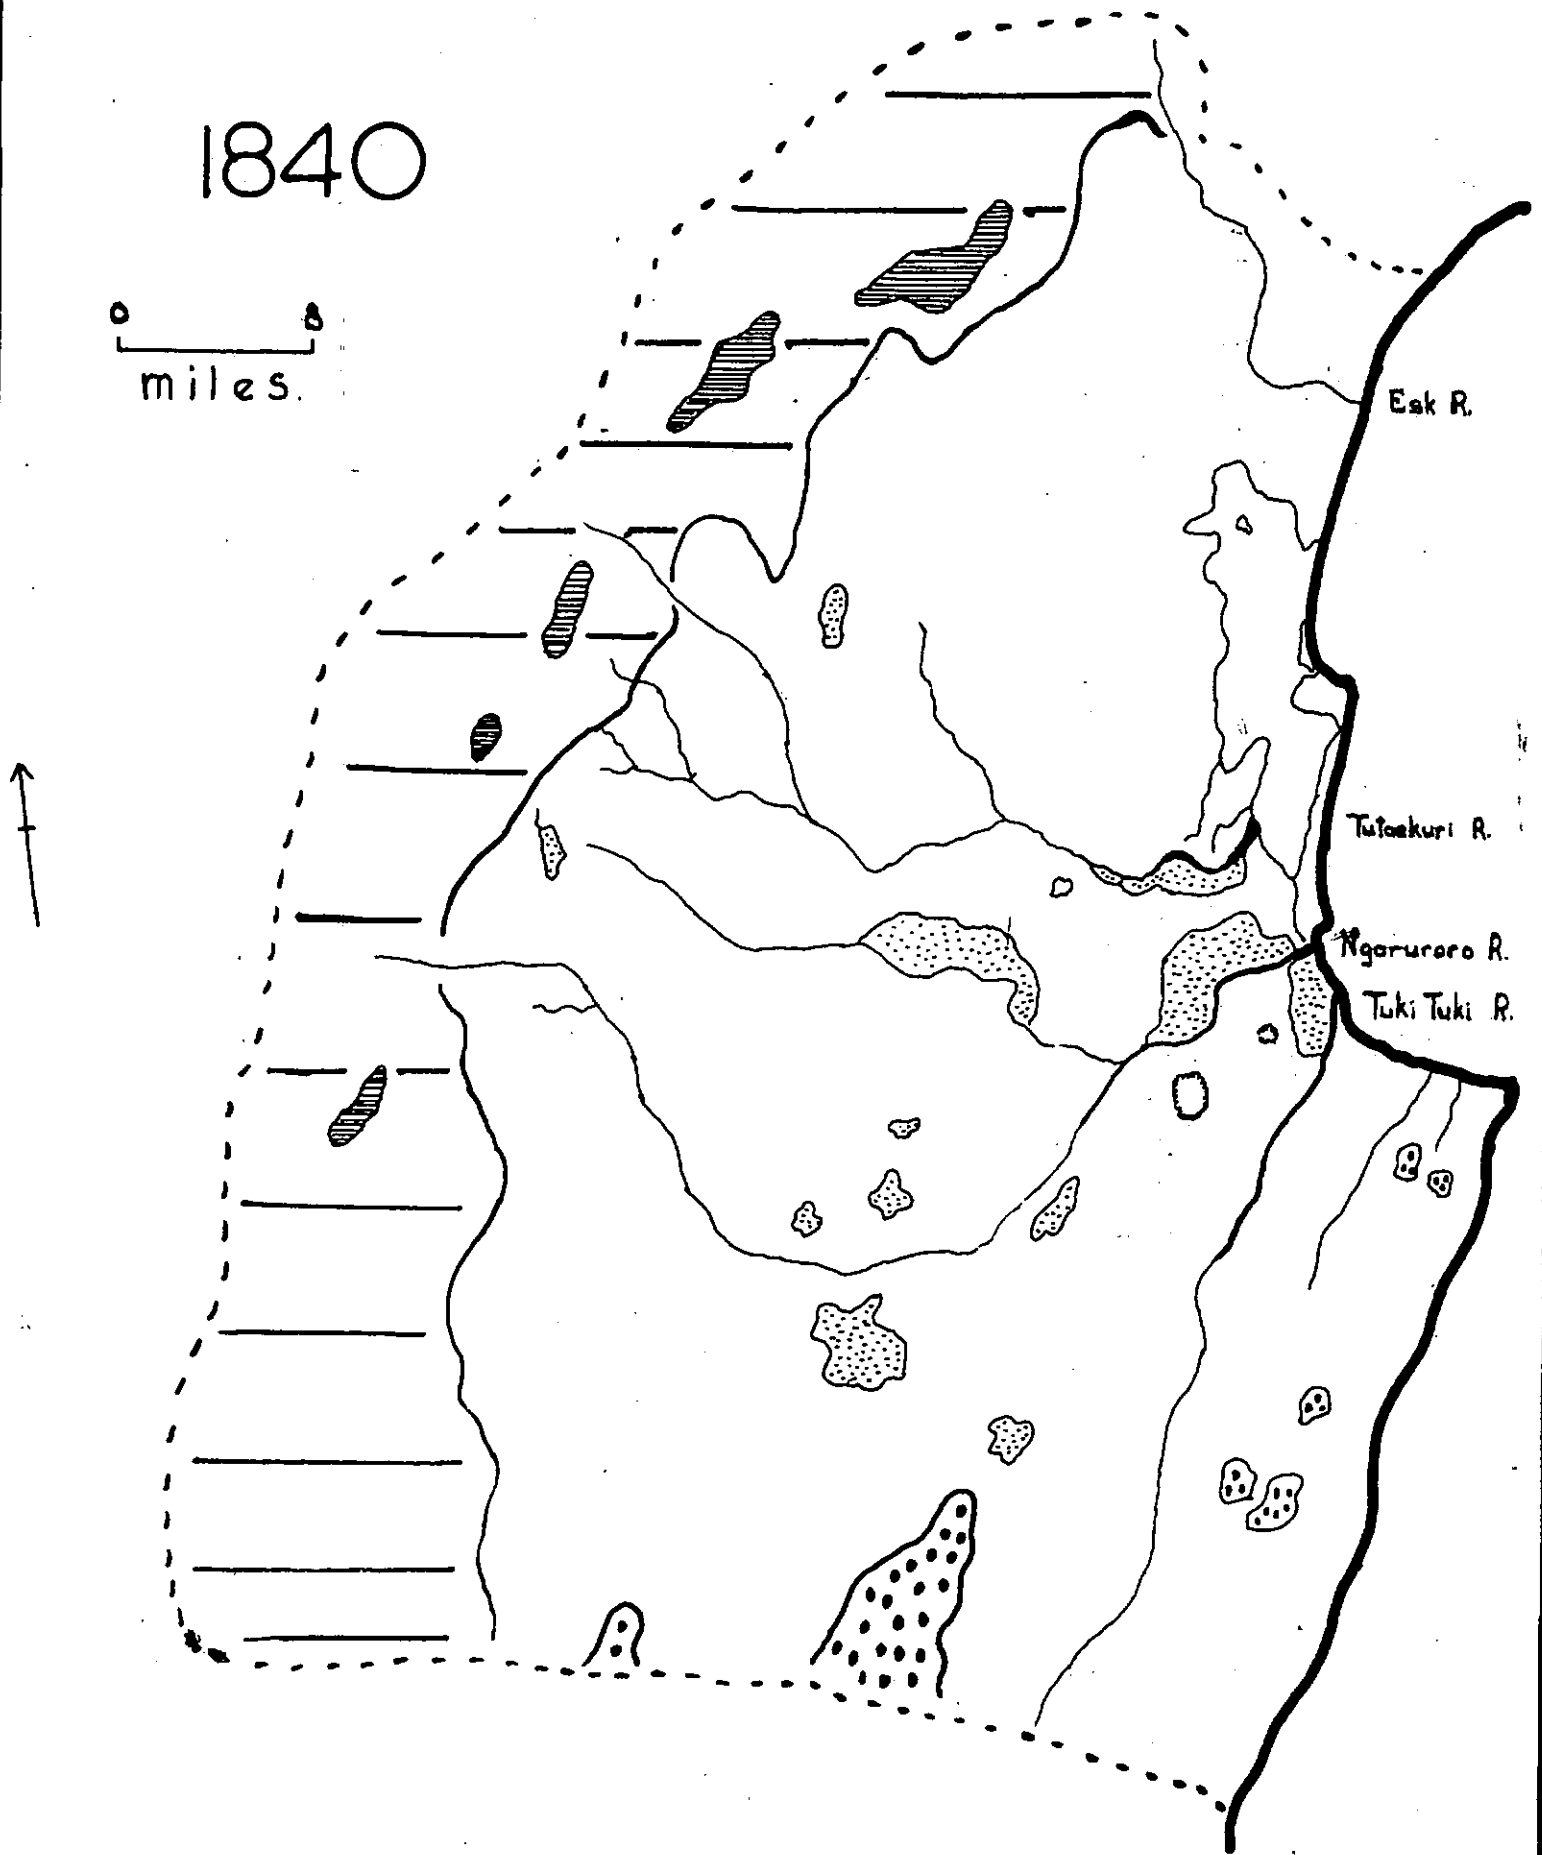 1840
0 8
miles.
Esk R.
Tutaekuri R.
Ngaruroro R.
Tuki Tuki R.